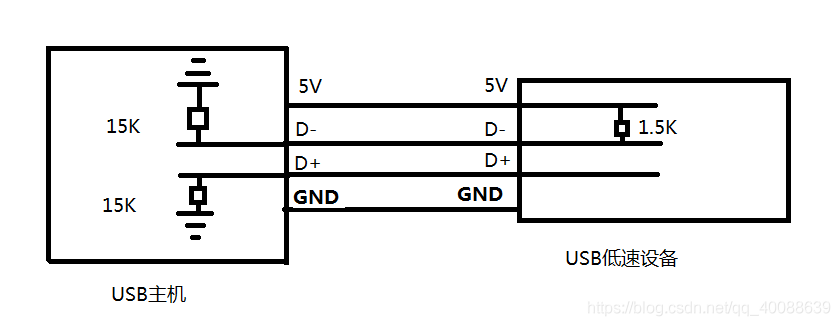 5V
5V
15K
D-
D-
1.5K
D+
D+
15K
GND
GND
USB主机
USB低速设备
https://blog.csdn.net/qq_40088639